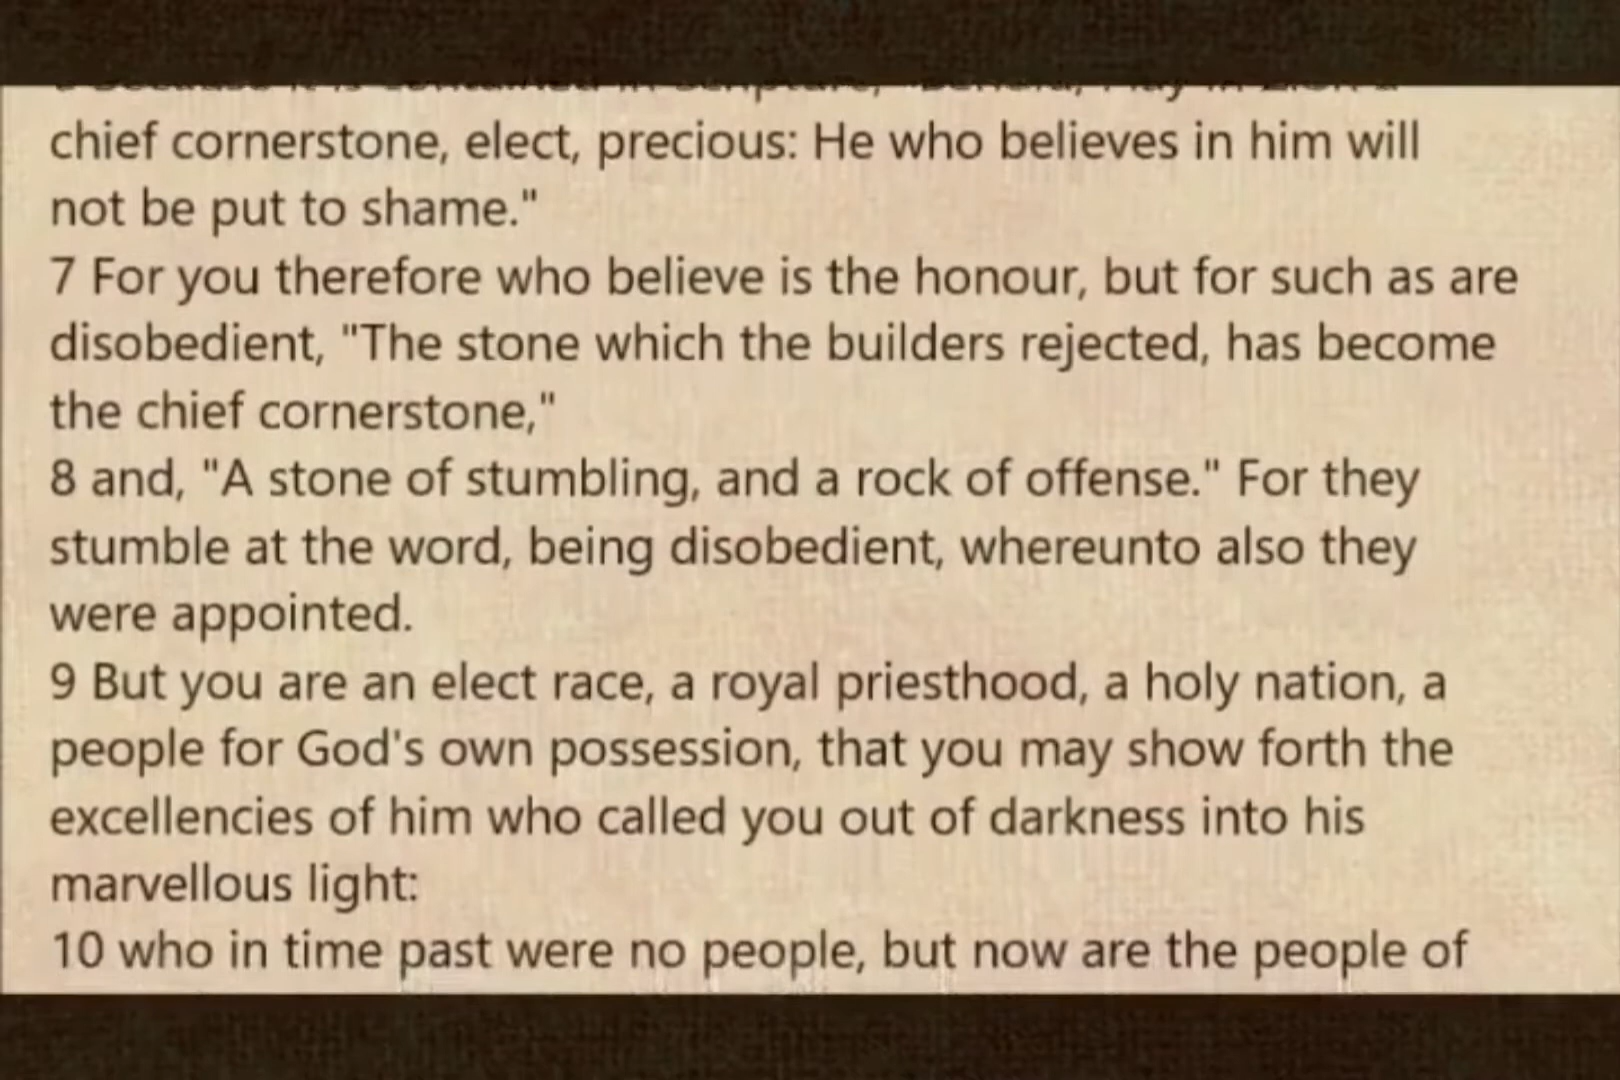 chief cornerstone, elect, precious: He who believes in him will
not be put to shame."
7 For you therefore who believe is the honour, but for such as are
disobedient, "The stone which the builders rejected, has become
the chief cornerstone,"
8 and, "A stone of stumbling, and a rock of offense." For they
stumble at the word, being disobedient, whereunto also they
were appointed.
9 But you are an elect race, a royal priesthood, a holy nation, a
people for God's own possession, that you may show forth the
excellencies of him who called you out of darkness into his
marvellous light:
10 who in time past were no people, but now are the people of